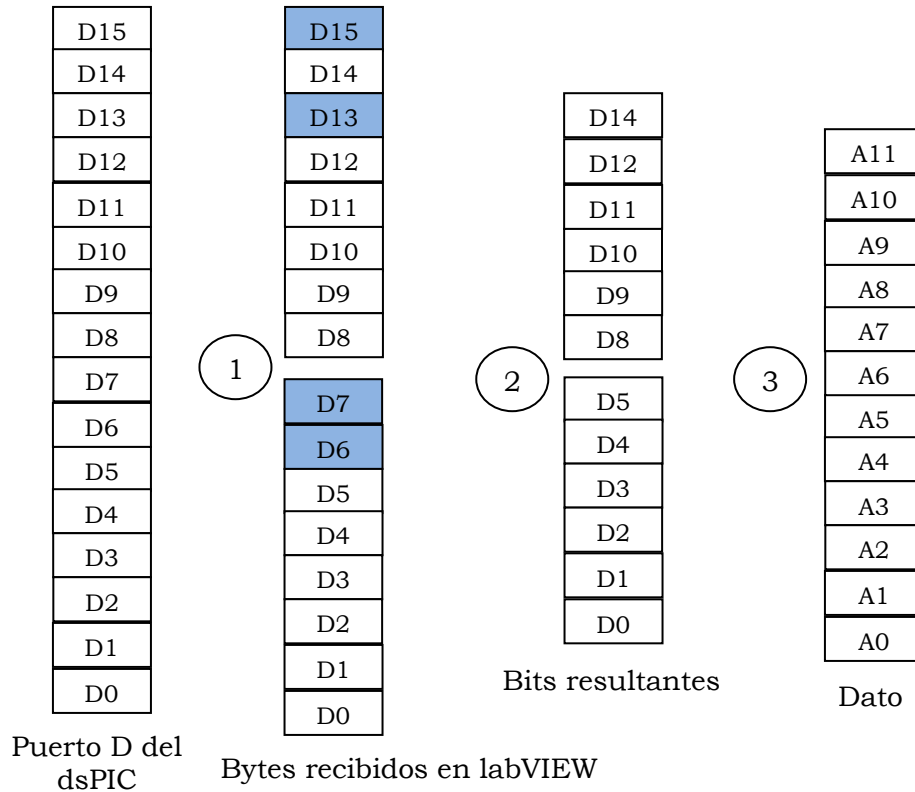 D15
D14
D13
D12
D11
D10
D9
D8
D7
D6
D5
D4
D3
D2
D1
D0
Puerto D del
dsPIC
1
D15
D14
D13
D12
D11
D10
D9
D8
D7
D6
D5
D4
D3
D2
D1
D0
Bytes recibidos en labVIEW
2
D14
D12
D11
D10
D9
D8
D5
D4
D3
D2
D1
D0
Bits resultantes
3
A11
A10
A9
A8
A7
A6
A5
A4
A3
A2
A1
A0
Dato